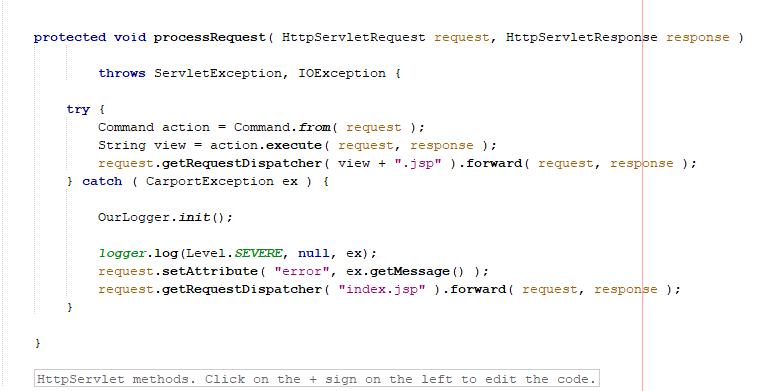 protected void processRequest( HttpServletRequest request, HttpServletResponse response )
throws ServletException, IOException {
try {
Command action = Command.from( request );
String view = action.execute( request, response );
request.getRequestDispatcher( view + ".jsp" ).forward( request, response );
} catch ( CarportException ex ) {
OurLogger.init();
logger.log(Level.SEVERE, null, ex);
request.setAttribute( "error", ex.getMessage() );
request.getRequestDispatcher( "index.jsp" ).forward( request, response );
}
}
HttpServlet methods. Click on the + sign on the left to edit the code.